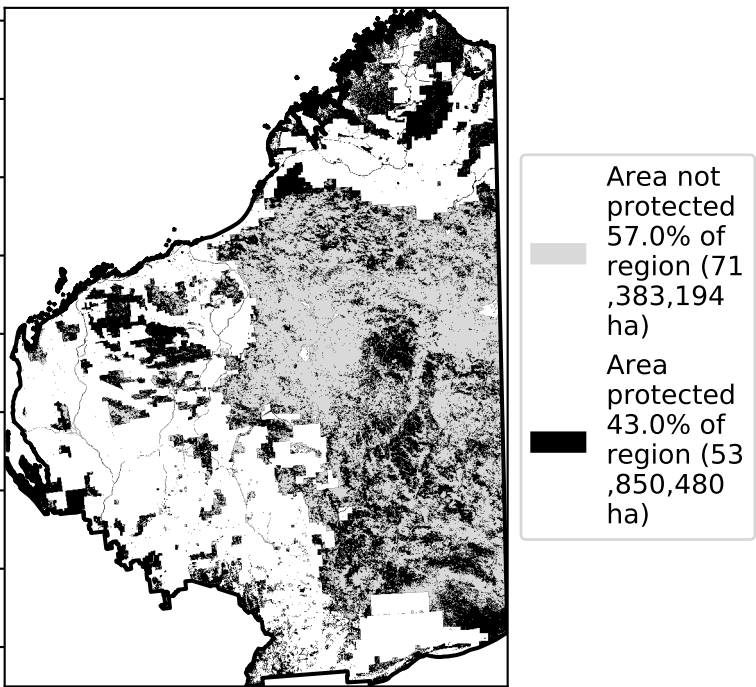 Area not
protected
57.0% of
region (71
,383,194
ha)
Area
protected
43.0% of
region (53
,850,480
ha)